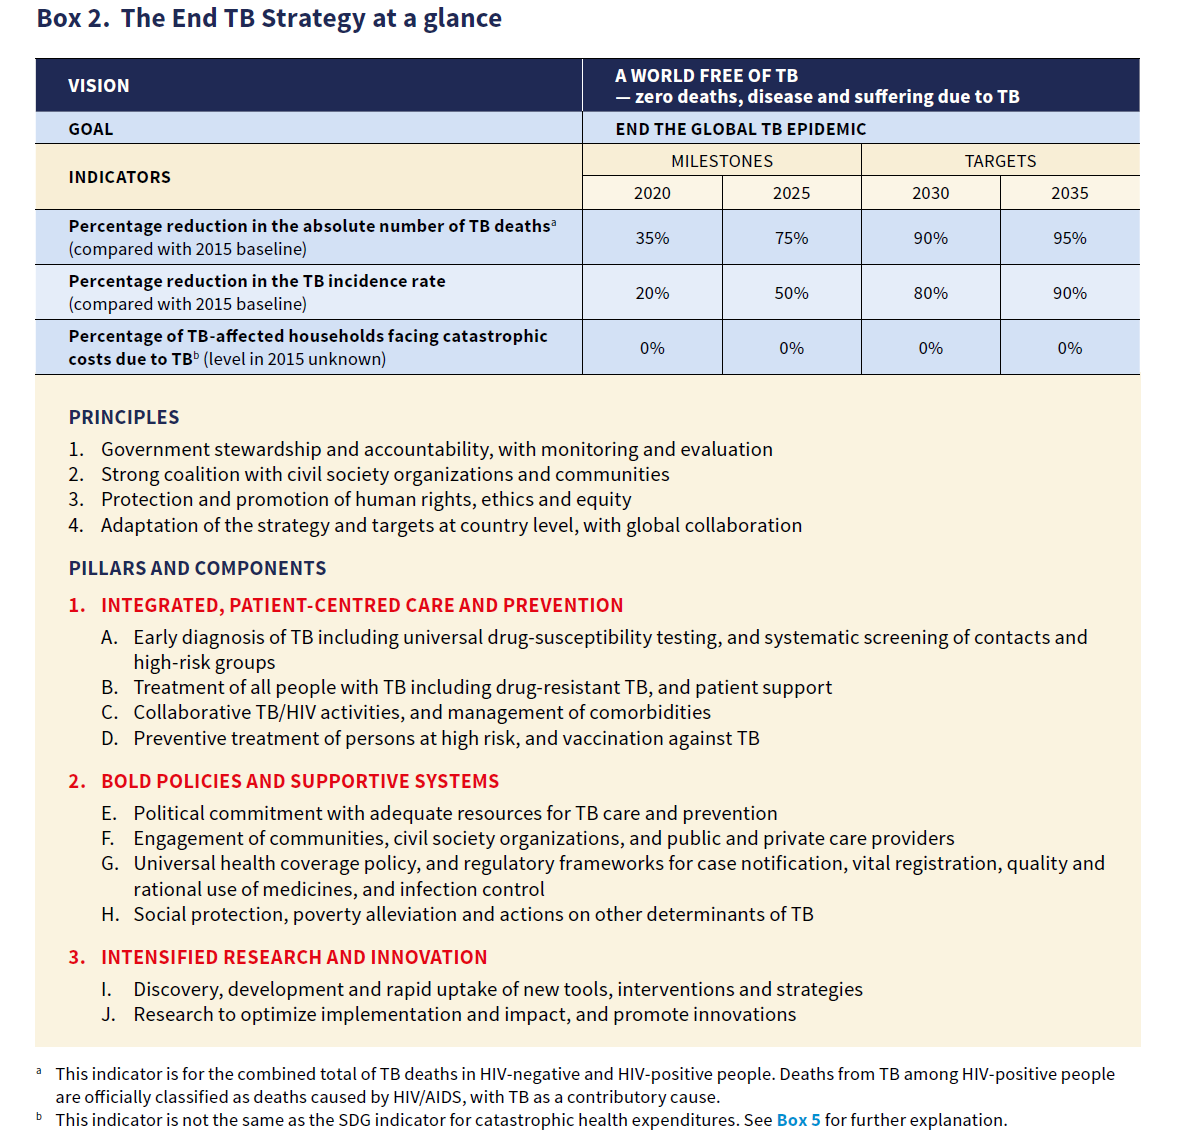 Box 2. The End TB Strategy at a glance
VISION
A WORLD FREE OF TB
— zero deaths, disease and suffering due to TB
GOAL
END THE GLOBAL TB EPIDEMIC
INDICATORS
MILESTONES
TARGETS
2020
2025
2030
2035
Percentage reduction in the absolute number of TB deathsᵃ
(compared with 2015 baseline)
35%
75%
90%
95%
Percentage reduction in the TB incidence rate
(compared with 2015 baseline)
20%
50%
80%
90%
Percentage of TB-affected households facing catastrophic
costs due to TBᵇ (level in 2015 unknown)
0%
0%
0%
0%
PRINCIPLES
1. Government stewardship and accountability, with monitoring and evaluation
2. Strong coalition with civil society organizations and communities
3. Protection and promotion of human rights, ethics and equity
4. Adaptation of the strategy and targets at country level, with global collaboration
PILLARS AND COMPONENTS
1. INTEGRATED, PATIENT-CENTRED CARE AND PREVENTION
A. Early diagnosis of TB including universal drug-susceptibility testing, and systematic screening of contacts and
high-risk groups
B. Treatment of all people with TB including drug-resistant TB, and patient support
C. Collaborative TB/HIV activities, and management of comorbidities
D. Preventive treatment of persons at high risk, and vaccination against TB
2. BOLD POLICIES AND SUPPORTIVE SYSTEMS
E. Political commitment with adequate resources for TB care and prevention
F. Engagement of communities, civil society organizations, and public and private care providers
G. Universal health coverage policy, and regulatory frameworks for case notification, vital registration, quality and
rational use of medicines, and infection control
H. Social protection, poverty alleviation and actions on other determinants of TB
3. INTENSIFIED RESEARCH AND INNOVATION
I. Discovery, development and rapid uptake of new tools, interventions and strategies
J. Research to optimize implementation and impact, and promote innovations
ᵃ This indicator is for the combined total of TB deaths in HIV-negative and HIV-positive people. Deaths from TB among HIV-positive people
are officially classified as deaths caused by HIV/AIDS, with TB as a contributory cause.
ᵇ This indicator is not the same as the SDG indicator for catastrophic health expenditures. See Box 5 for further explanation.